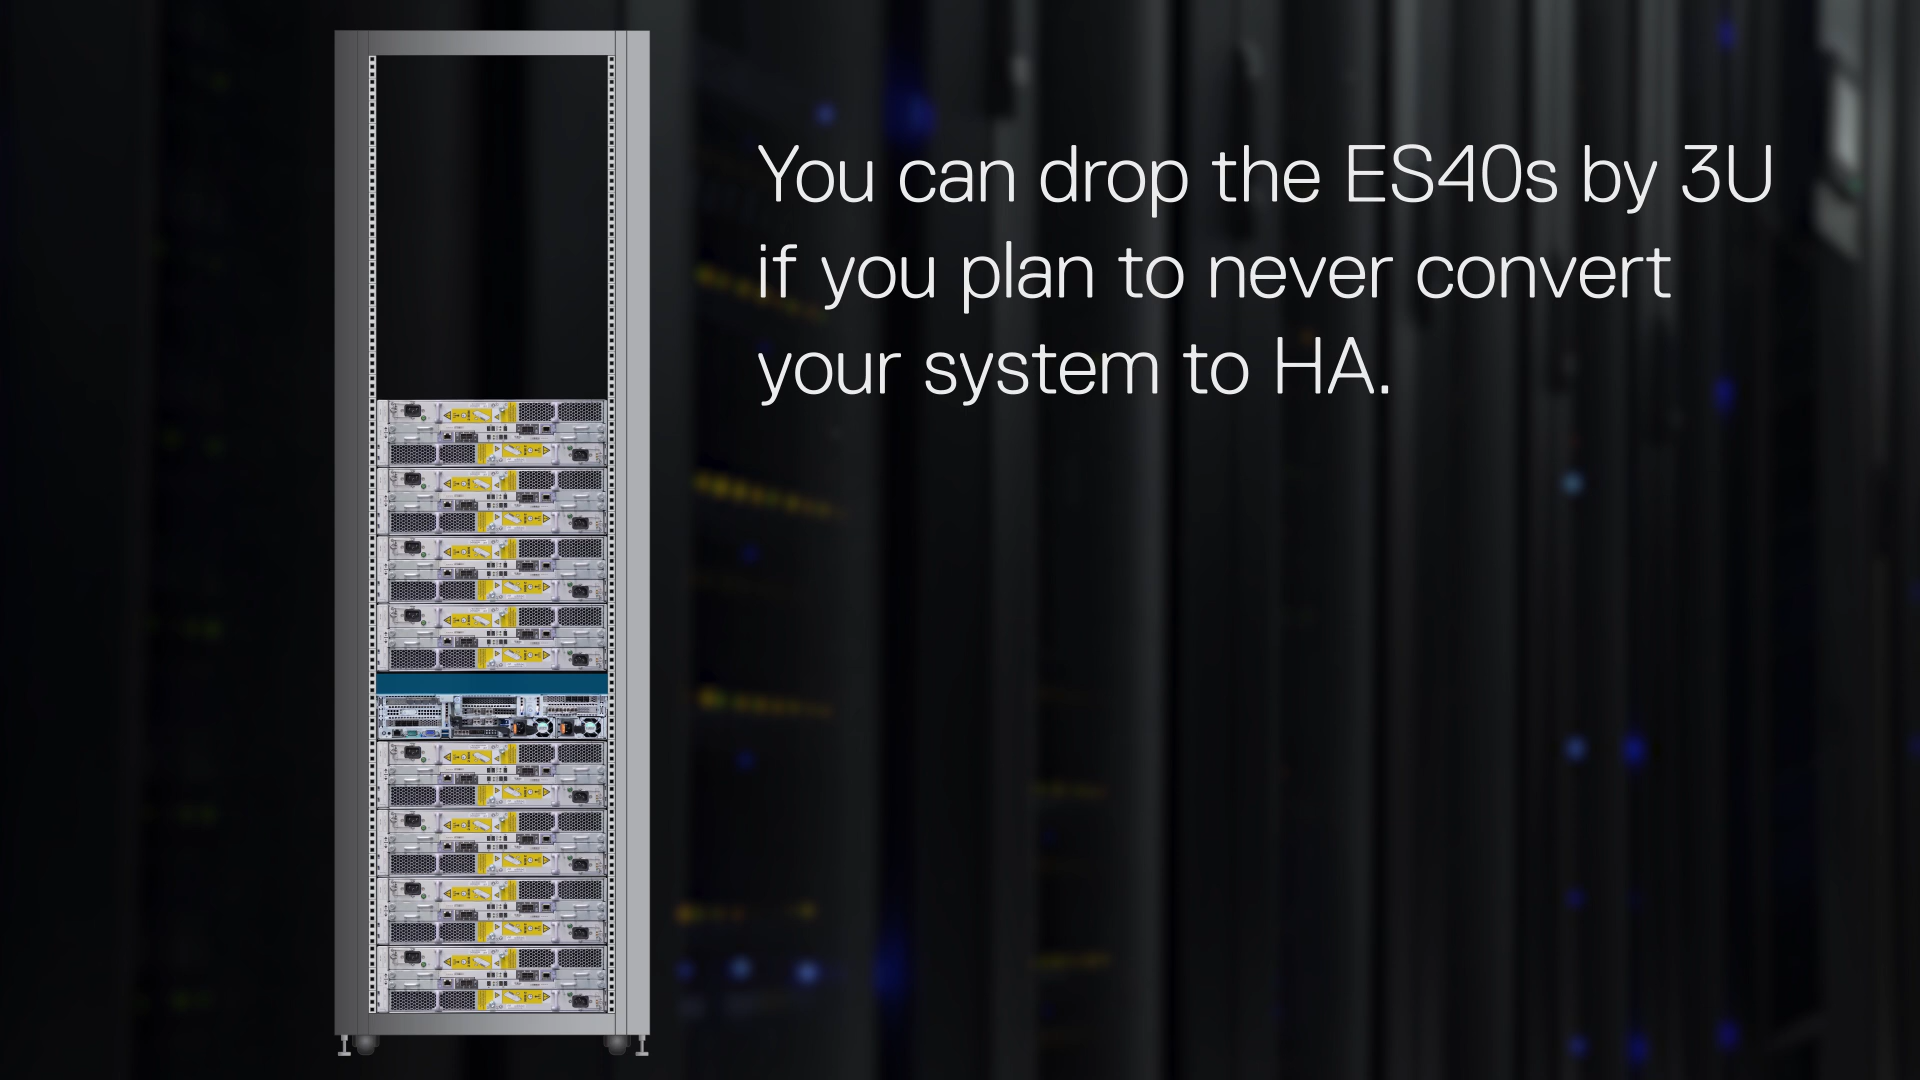 You can drop the ES40s by 3U
if you plan to never convert
your system to HA.